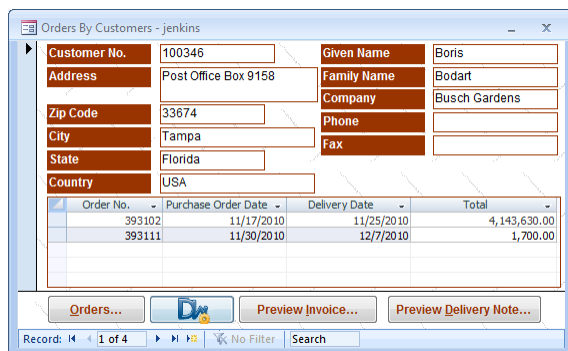 Orders By Customers - jenkins
Customer No. 100346 Given Name Boris
Address Post Office Box 9158 Family Name Bodart
Company Busch Gardens
Zip Code 33674 Phone
City Tampa Fax
State Florida
Country USA
Order No. Purchase Order Date Delivery Date Total
393102 11/17/2010 11/25/2010 4,143,630.00
393111 11/30/2010 12/7/2010 1,700.00
Orders... Preview Invoice... Preview Delivery Note...
Record: 1 of 4 No Filter Search